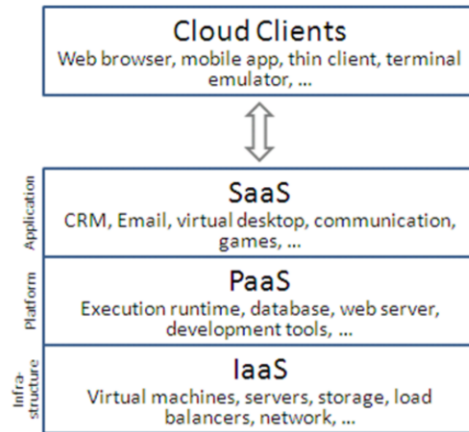 Cloud Clients
Web browser, mobile app, thin client, terminal
emulator, ...
Application
SaaS
CRM, Email, virtual desktop, communication,
games, ...
Platform
PaaS
Execution runtime, database, web server,
development tools, ...
Infra-
structure
IaaS
Virtual machines, servers, storage, load
balancers, network, ...